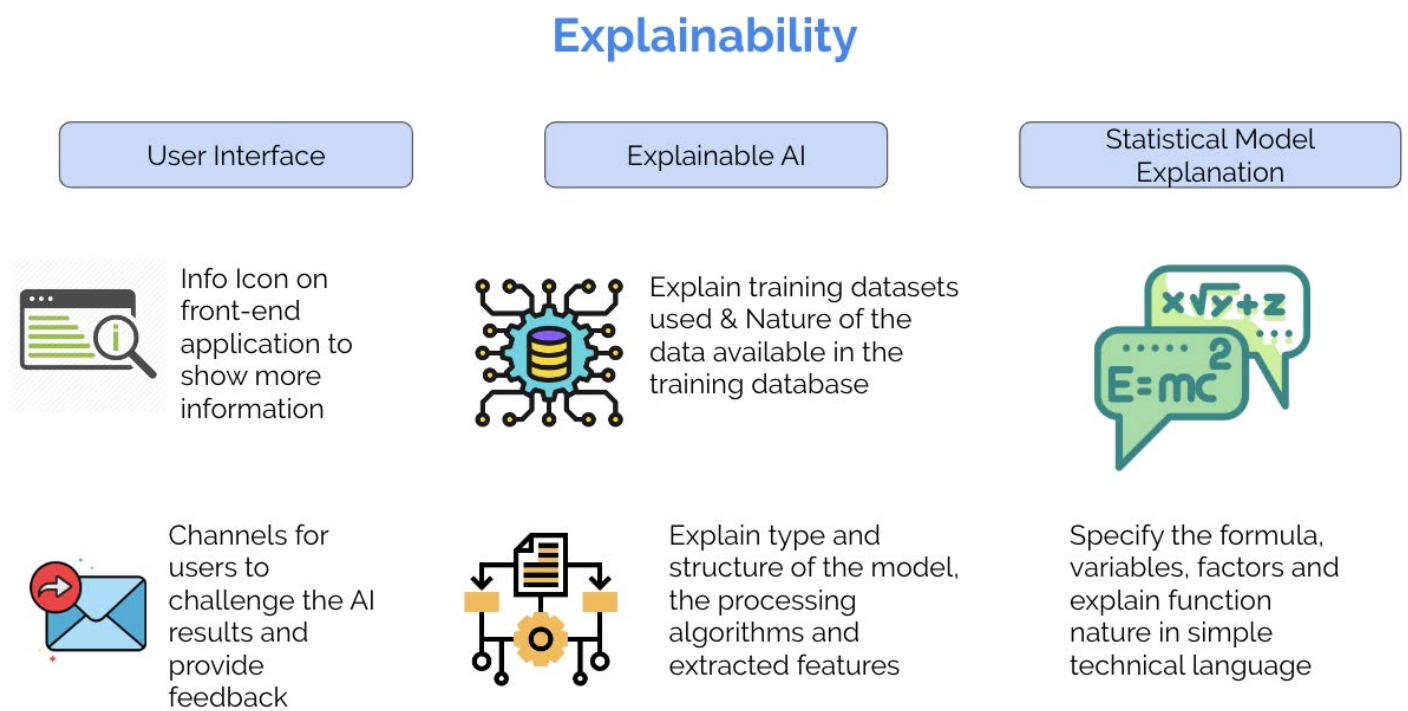 Explainability
User Interface
Explainable AI
Statistical Model
Explanation
Info Icon on
front-end
application to
show more
information
i
Explain training datasets
used & Nature of the
data available in the
training database
x√y+z
E=mc²
Channels for
users to
challenge the AI
results and
provide
feedback
Explain type and
structure of the model,
the processing
algorithms and
extracted features
Specify the formula,
variables, factors and
explain function
nature in simple
technical language